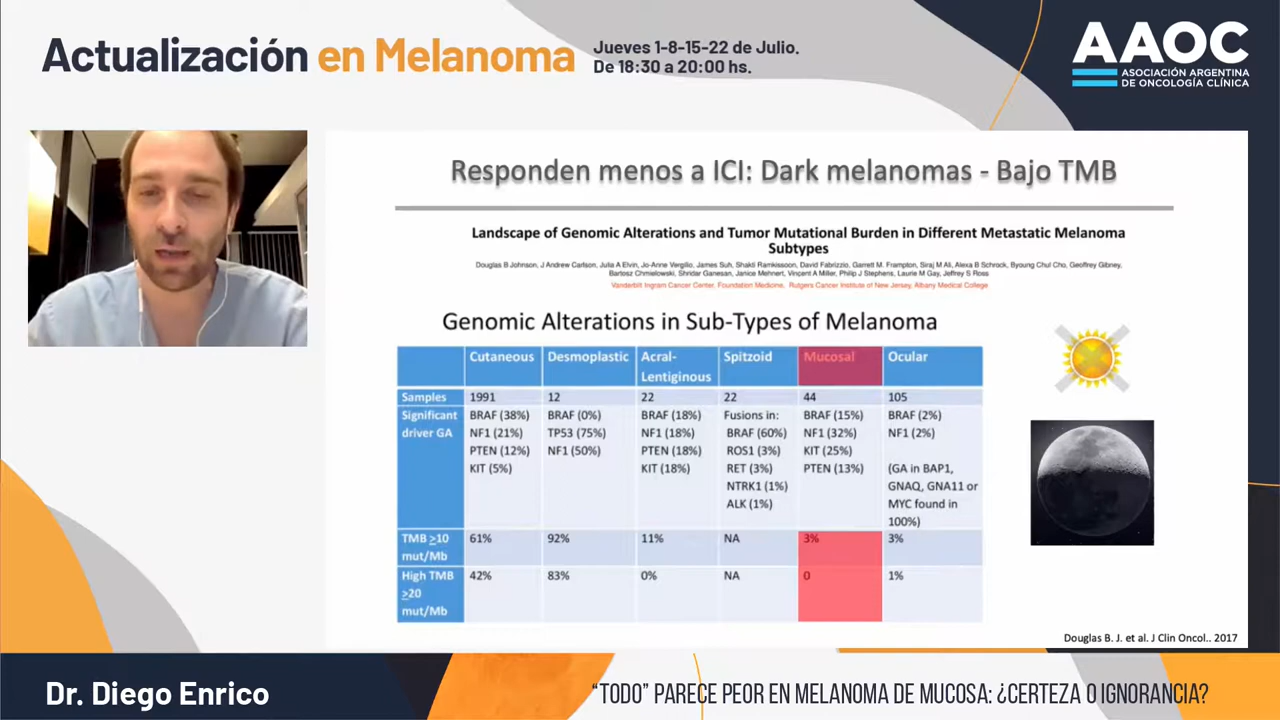 Actualización en Melanoma
Jueves 1-8-15-22 de Julio.
De 18:30 a 20:00 hs.
AAOC
ASOCIACIÓN ARGENTINA
DE ONCOLOGÍA CLÍNICA
Responden menos a ICI: Dark melanomas - Bajo TMB
Landscape of Genomic Alterations and Tumor Mutational Burden in Different Metastatic Melanoma
Subtypes
Douglas B Johnson, J Andrew Carlson, Julia A Elvin, Jo-Anne Vergilio, James Suh, Shakti Ramkissoon, David Fabrizio, Garrett M. Frampton, Siraj M Ali, Alexa B Schrock, Byoung Chul Cho, Geoffrey Gibney,
Bartosz Chmielowski, Shridar Ganesan, Janice Mehnert, Vincent A Miller, Philip J Stephens, Laurie M Gay, Jeffrey S Ross
Vanderbilt Ingram Cancer Center, Foundation Medicine, Rutgers Cancer Institute of New Jersey, Albany Medical College
Genomic Alterations in Sub-Types of Melanoma
Cutaneous Desmoplastic Acral- Spitzoid Mucosal Ocular
Lentiginous
Samples 1991 12 22 22 44 105
Significant BRAF (38%) BRAF (0%) BRAF (18%) Fusions in: BRAF (15%) BRAF (2%)
driver GA NF1 (21%) TP53 (75%) NF1 (18%) BRAF (60%) NF1 (32%) NF1 (2%)
PTEN (12%) NF1 (50%) PTEN (18%) ROS1 (3%) KIT (25%)
KIT (5%) KIT (18%) RET (3%) PTEN (13%) (GA in BAP1,
NTRK1 (1%) GNAQ, GNA11 or
ALK (1%) MYC found in
100%)
TMB ≥10 61% 92% 11% NA 3% 3%
mut/Mb
High TMB 42% 83% 0% NA 0 1%
≥20
mut/Mb
Douglas B. J. et al. J Clin Oncol.. 2017
Dr. Diego Enrico
“TODO” PARECE PEOR EN MELANOMA DE MUCOSA: ¿CERTEZA O IGNORANCIA?